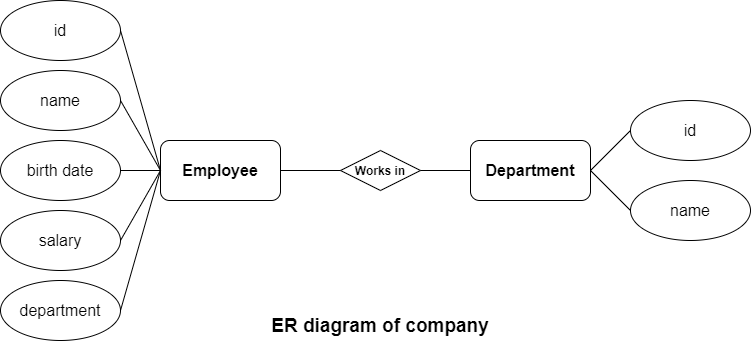 id
name
birth date
salary
department
Employee
Works in
Department
id
name
ER diagram of company